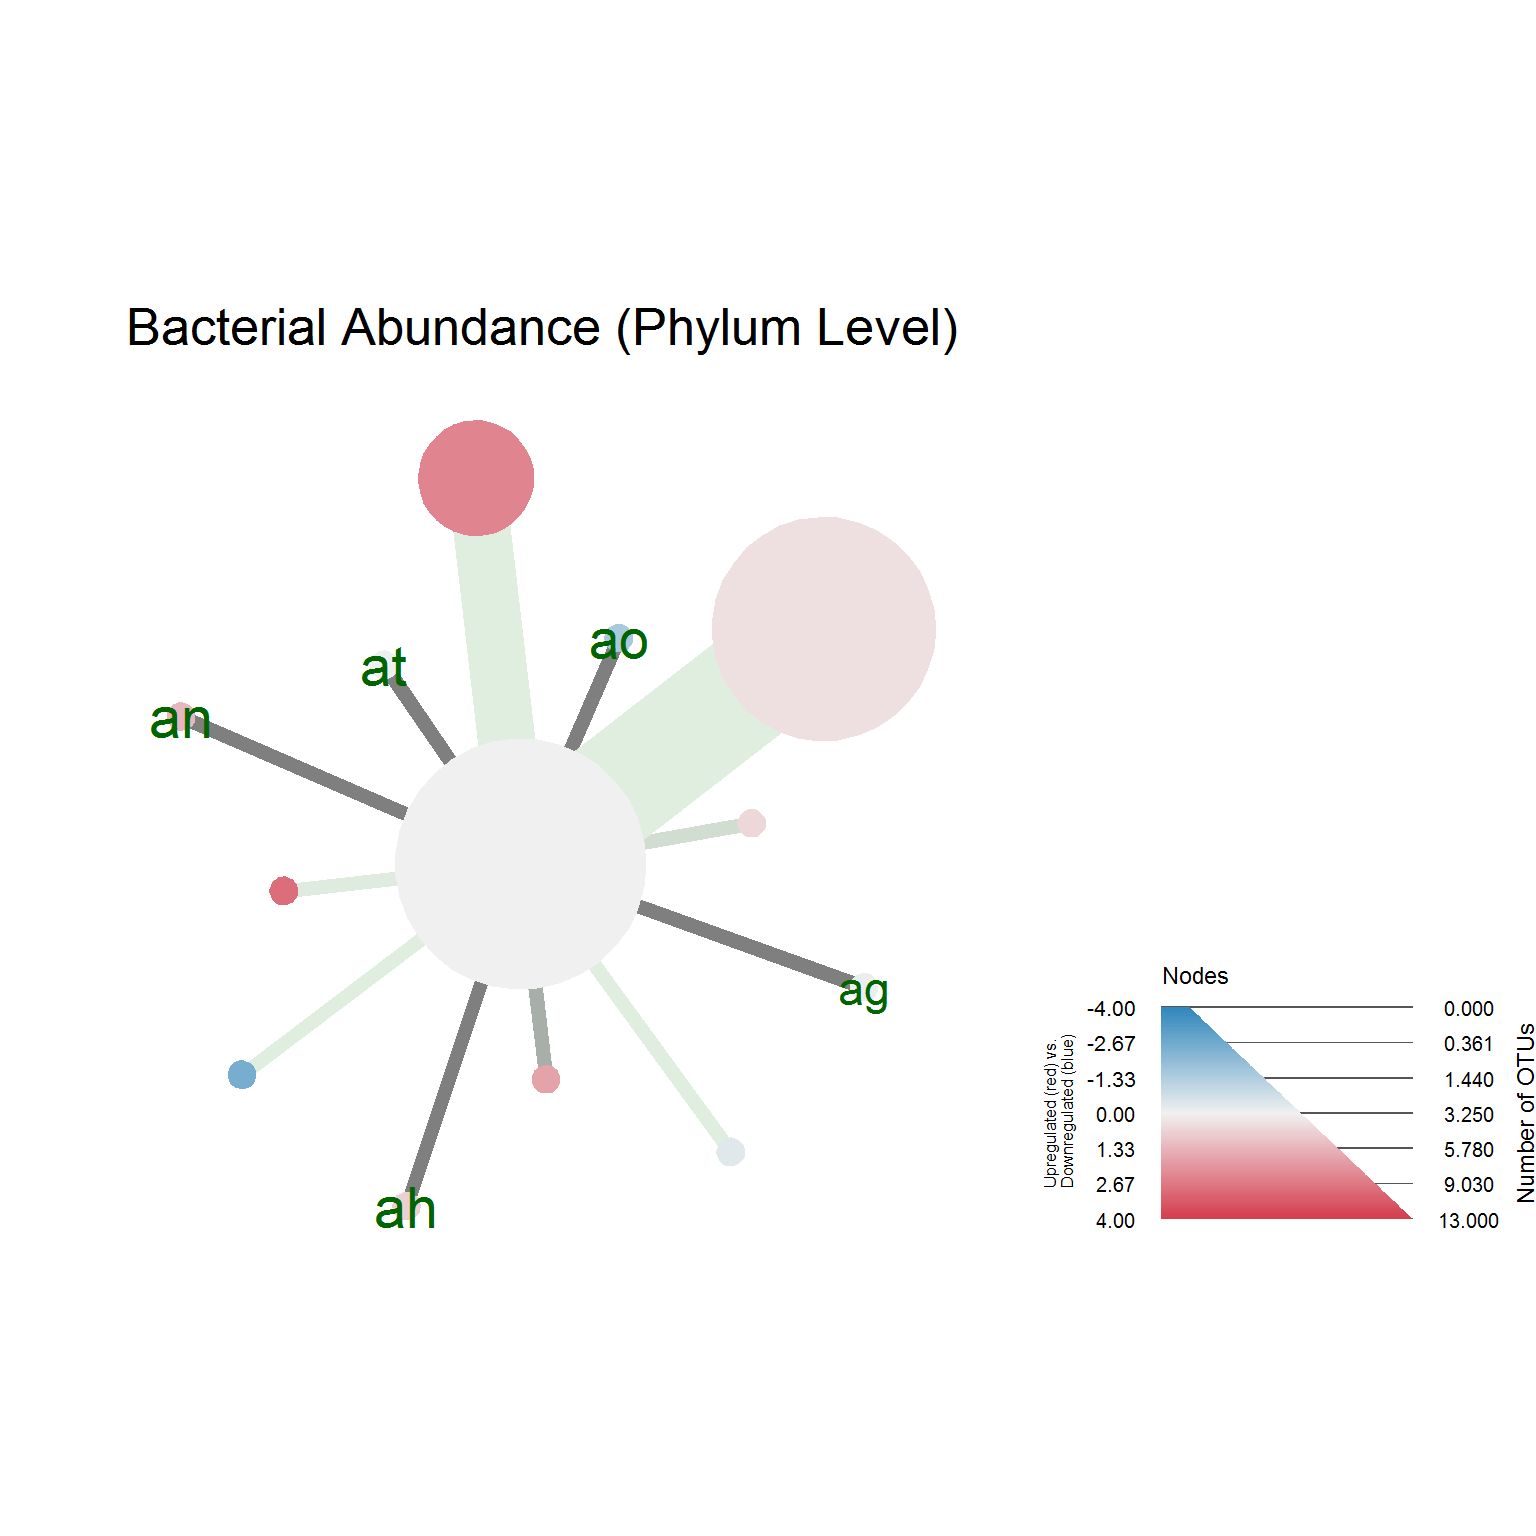 Bacterial Abundance (Phylum Level)
ao
at
an
ag
ah
Nodes
-4.00 0.000
-2.67 0.361
-1.33 1.440
0.00 3.250
1.33 5.780
2.67 9.030
4.00 13.000
Upregulated (red) vs.
Downregulated (blue)
Number of OTUs